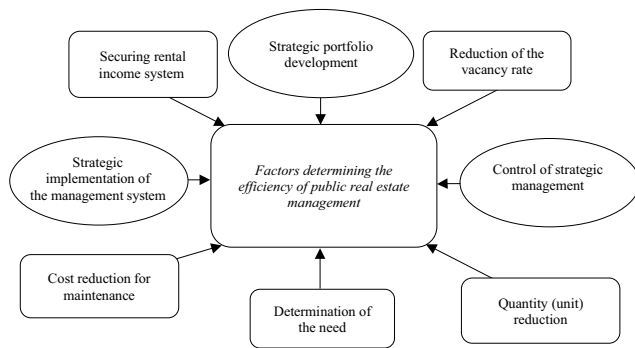 Strategic portfolio
development
Securing rental
income system
Reduction of the
vacancy rate
Strategic
implementation of
the management system
Factors determining the
efficiency of public real estate
management
Control of strategic
management
Cost reduction for
maintenance
Determination of
the need
Quantity (unit)
reduction